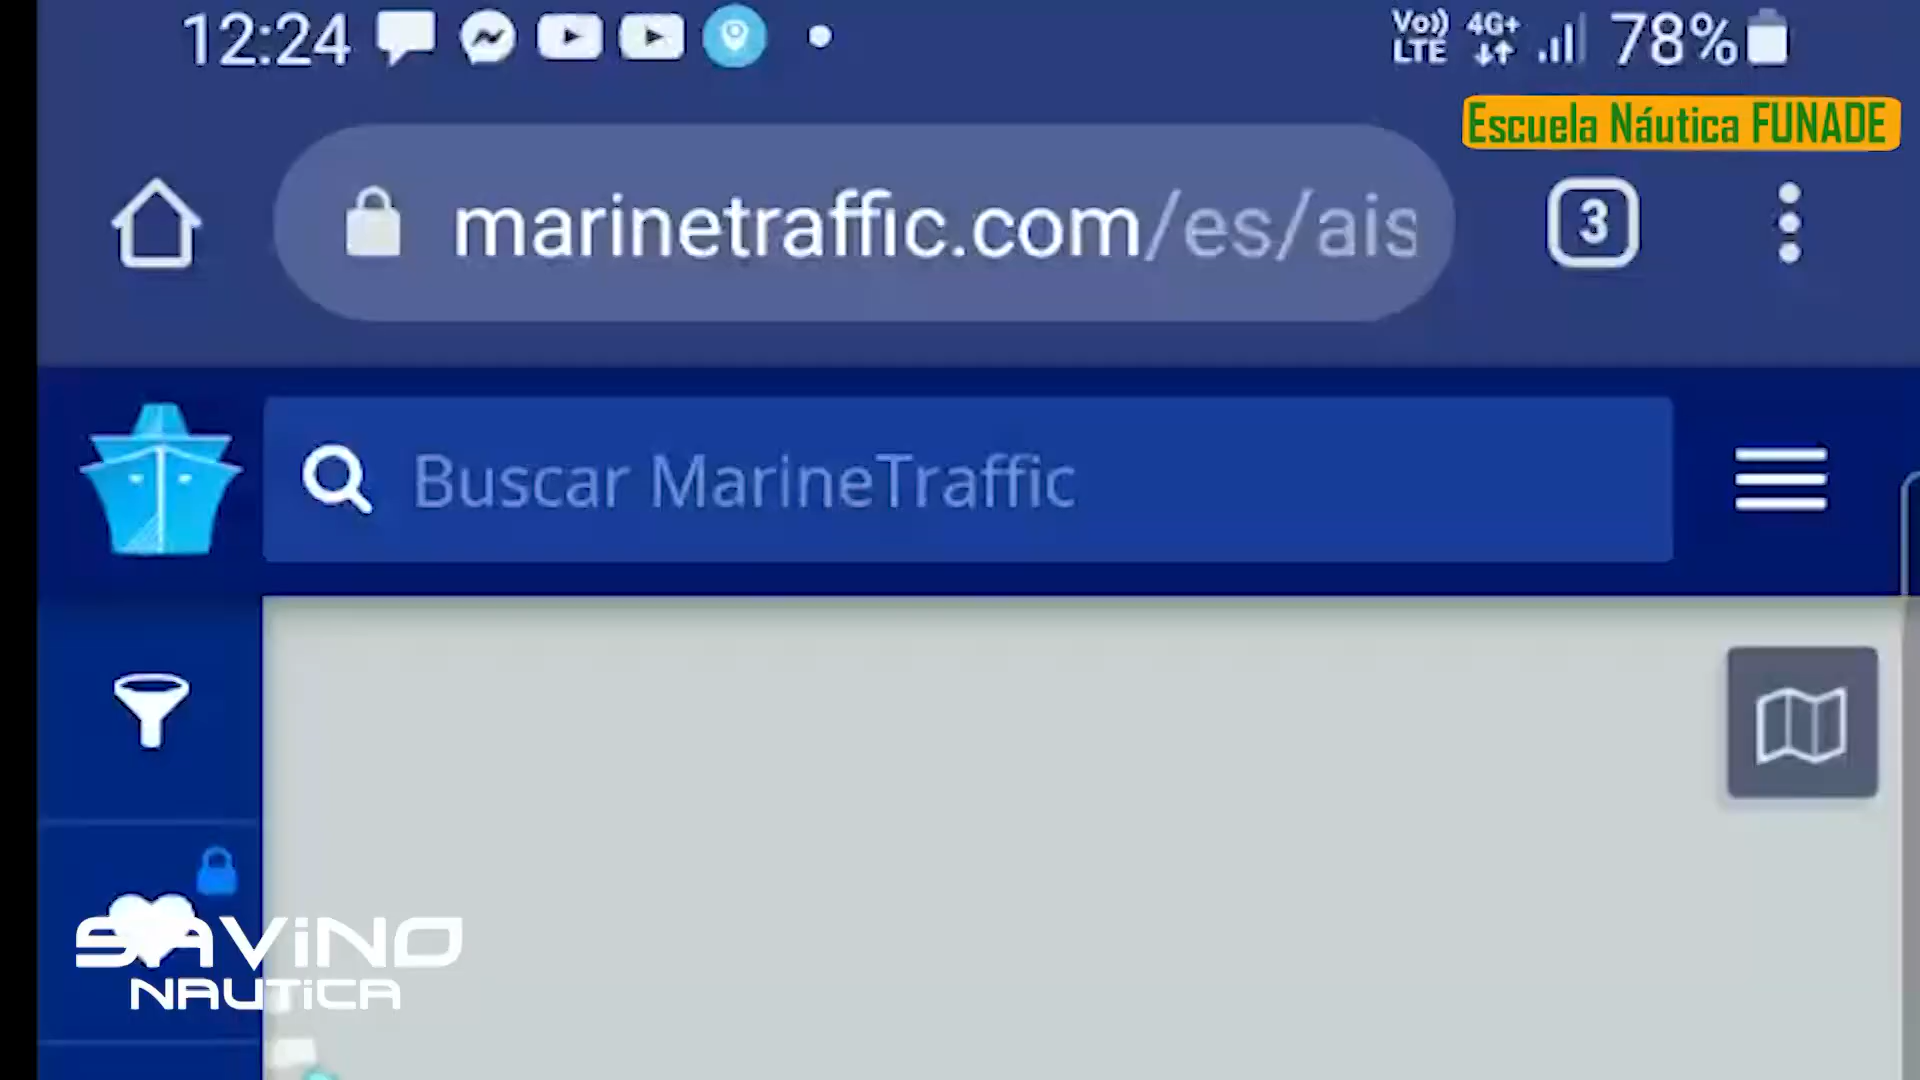 12:24
Vo)) LTE 4G+ 78%
Escuela Náutica FUNADE
marinetraffic.com/es/ais
3
Buscar MarineTraffic
SAViNO
NAUTiCA